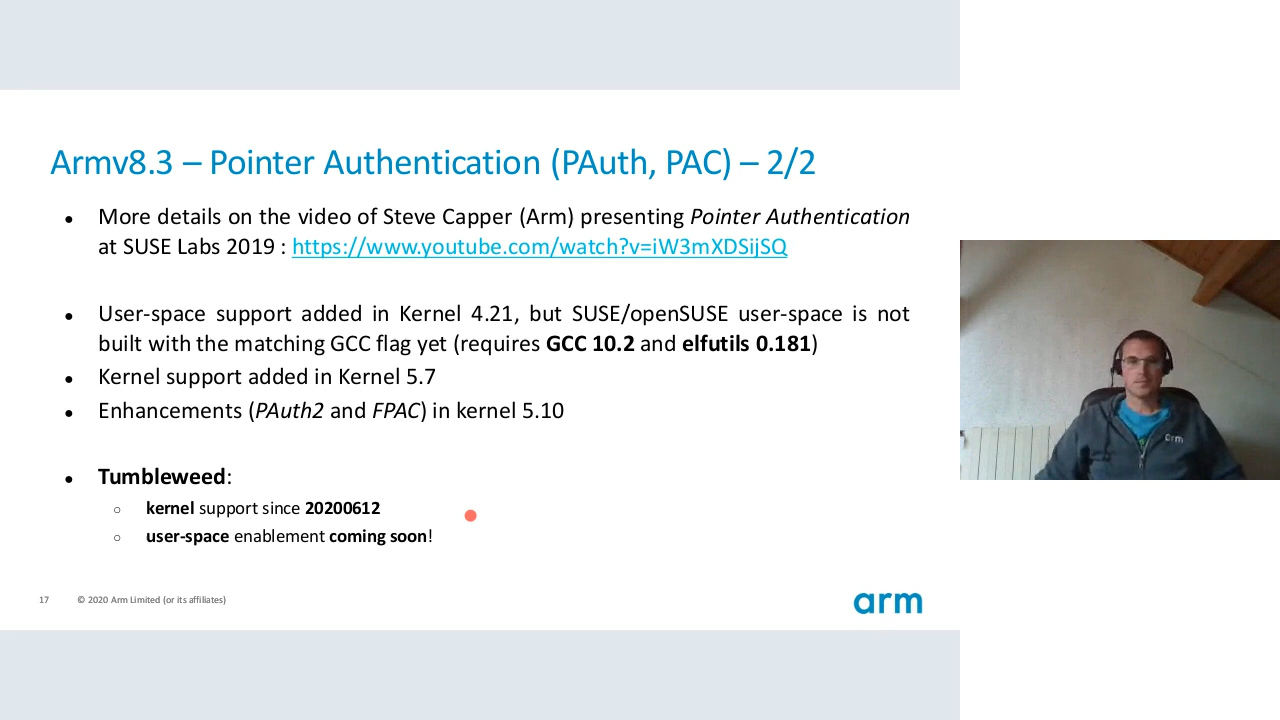 Armv8.3 – Pointer Authentication (PAuth, PAC) – 2/2
● More details on the video of Steve Capper (Arm) presenting Pointer Authentication
at SUSE Labs 2019 : https://www.youtube.com/watch?v=iW3mXDSijSQ
● User-space support added in Kernel 4.21, but SUSE/openSUSE user-space is not
built with the matching GCC flag yet (requires GCC 10.2 and elfutils 0.181)
● Kernel support added in Kernel 5.7
● Enhancements (PAuth2 and FPAC) in kernel 5.10
● Tumbleweed:
○ kernel support since 20200612
○ user-space enablement coming soon!
17 © 2020 Arm Limited (or its affiliates)
arm
arm